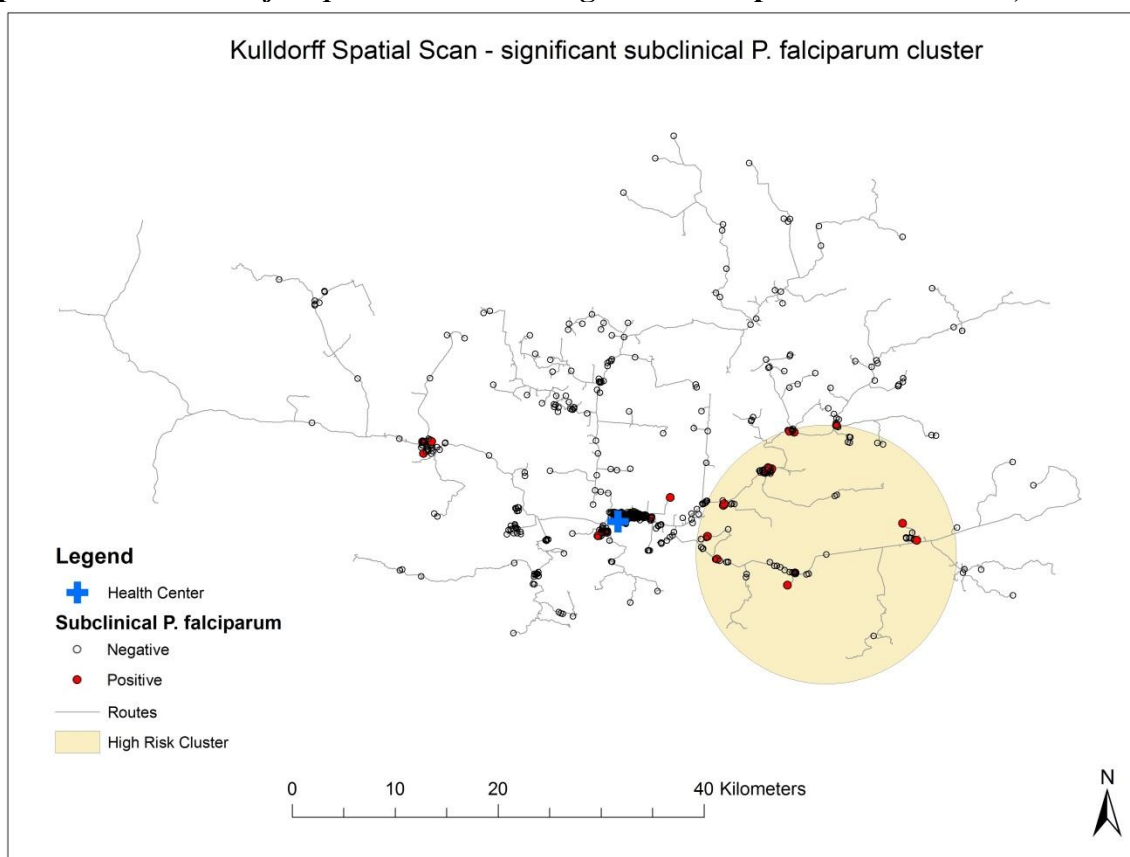 Kulldorff Spatial Scan - significant subclinical P. falciparum cluster
Legend
Health Center
Subclinical P. falciparum
Negative
Positive
Routes
High Risk Cluster
0 10 20 40 Kilometers
N